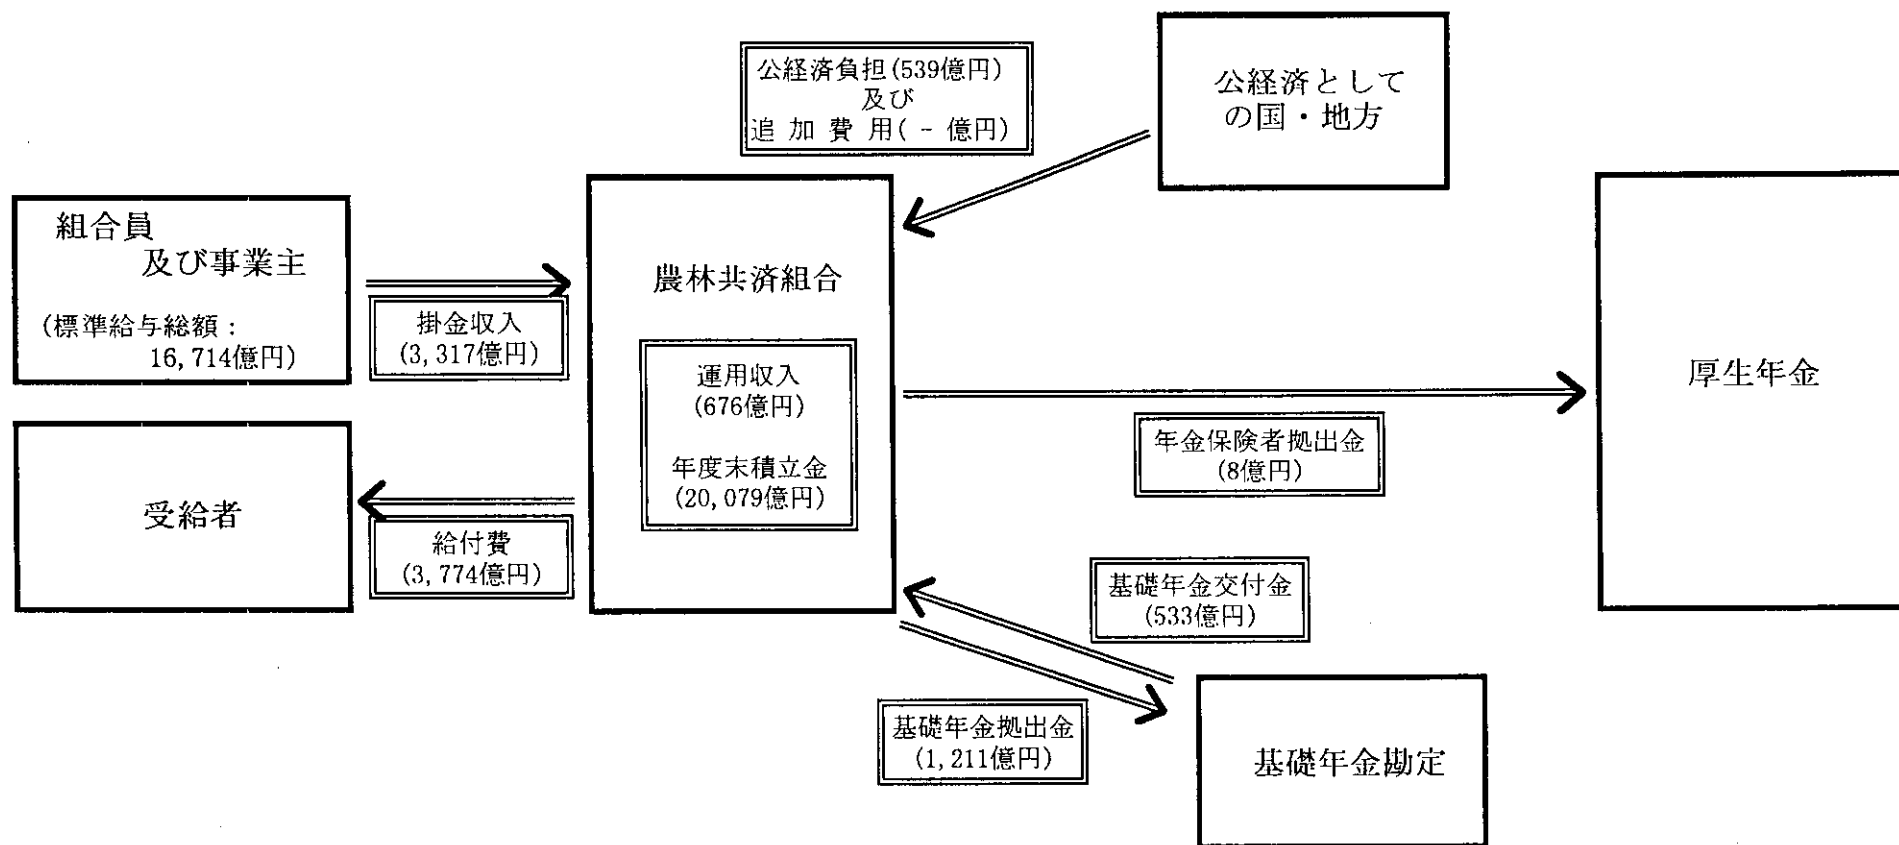 公経済負担(539億円)
及び
追加費用( - 億円)
公経済として
の国・地方
組合員
及び事業主
(標準給与総額：
16,714億円)
掛金収入
(3,317億円)
農林共済組合
運用収入
(676億円)
年度末積立金
(20,079億円)
厚生年金
年金保険者拠出金
(8億円)
受給者
給付費
(3,774億円)
基礎年金交付金
(533億円)
基礎年金拠出金
(1,211億円)
基礎年金勘定